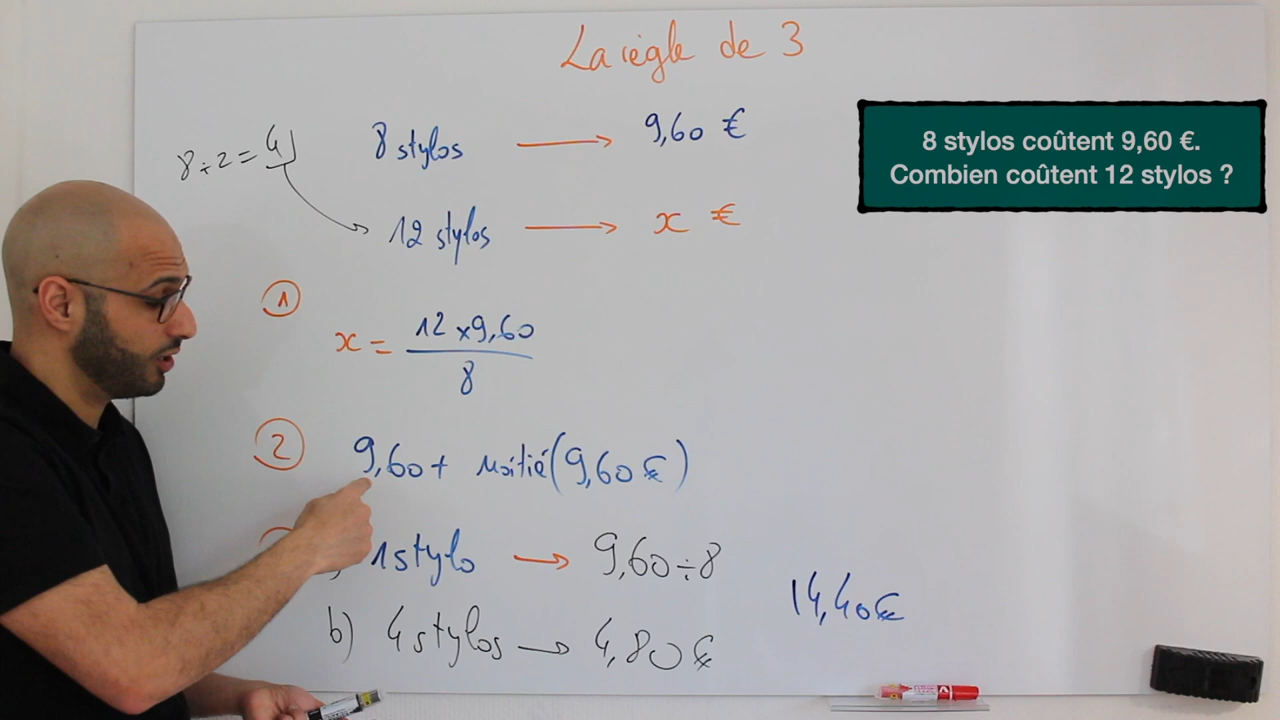 La règle de 3
8 ÷ 2 = 4
8 stylos → 9,60 €
12 stylos → x €
8 stylos coûtent 9,60 €.
Combien coûtent 12 stylos ?
①
x = 12 x 9,60 / 8
②
9,60 + moitié (9,60 €)
1 stylo → 9,60 ÷ 8
b) 4 stylos → 4,80 €
14,40 €